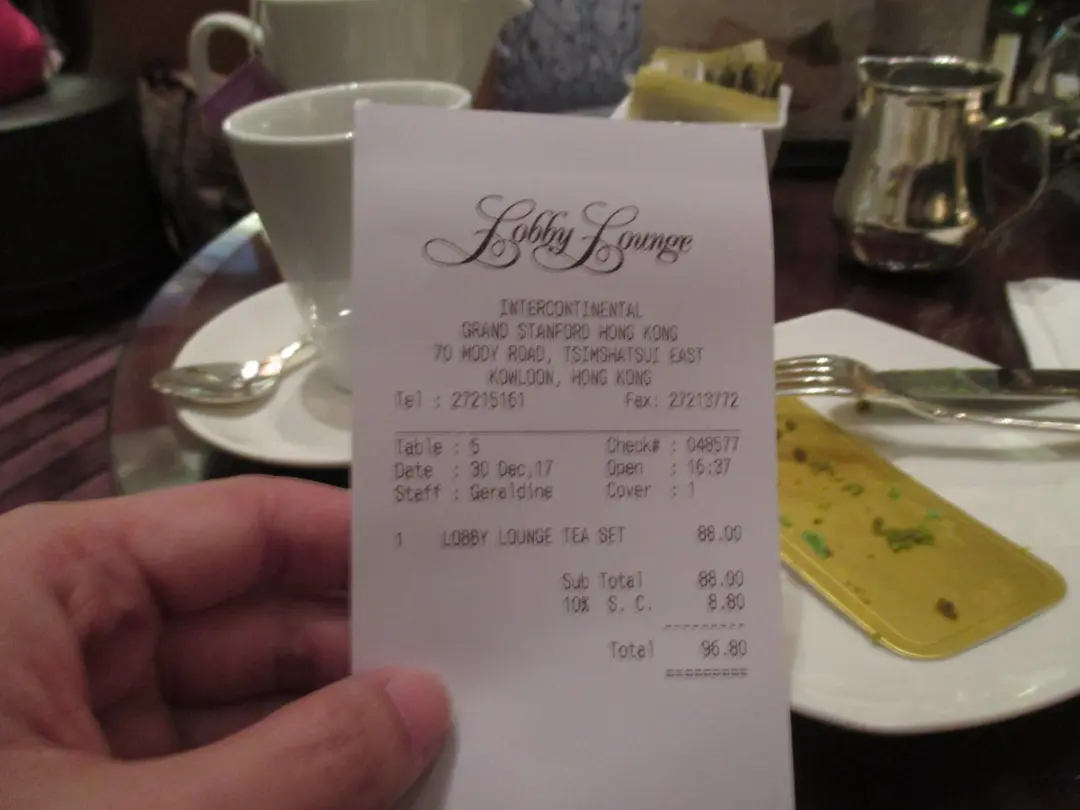 Lobby Lounge
INTERCONTINENTAL
GRAND STANFORD HONG KONG
70 MODY ROAD, TSIMSHATSUI EAST
KOWLOON, HONG KONG
Tel : 27215161 Fax: 27213772
Table : 5 Check# : 048577
Date : 30 Dec,17 Open : 16:37
Staff : Geraldine Cover : 1
1 LOBBY LOUNGE TEA SET 88.00
Sub Total 88.00
10% S. C. 8.80
---------
Total 96.80
=========